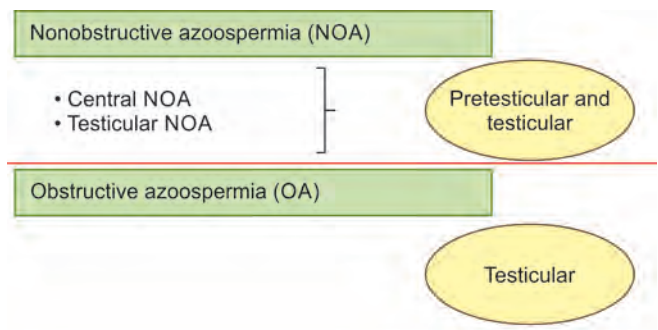 Nonobstructive azoospermia (NOA)
• Central NOA
• Testicular NOA
Pretesticular and
testicular
Obstructive azoospermia (OA)
Testicular